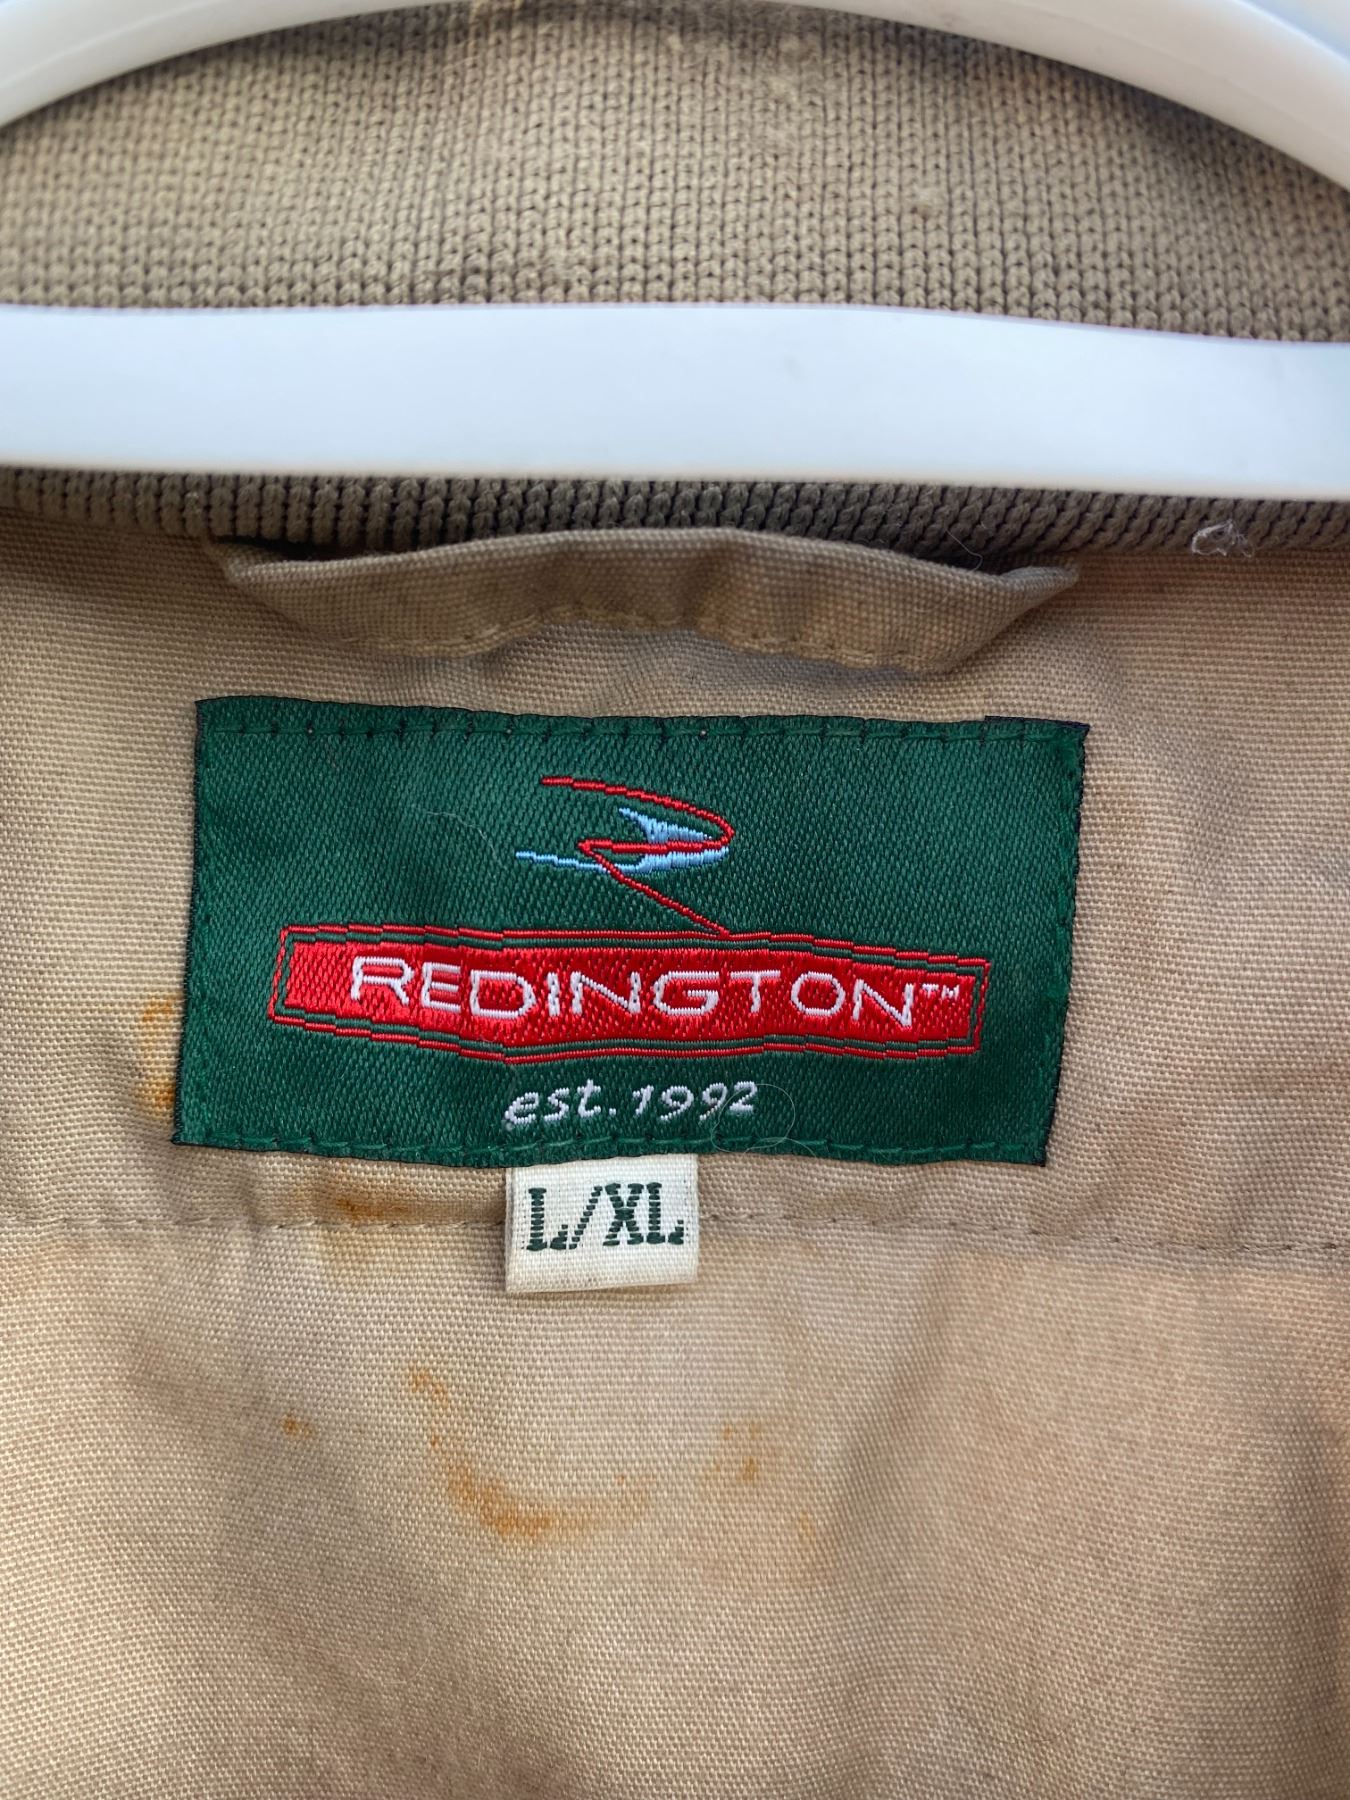 REDINGTON™
est. 1992
L/XL